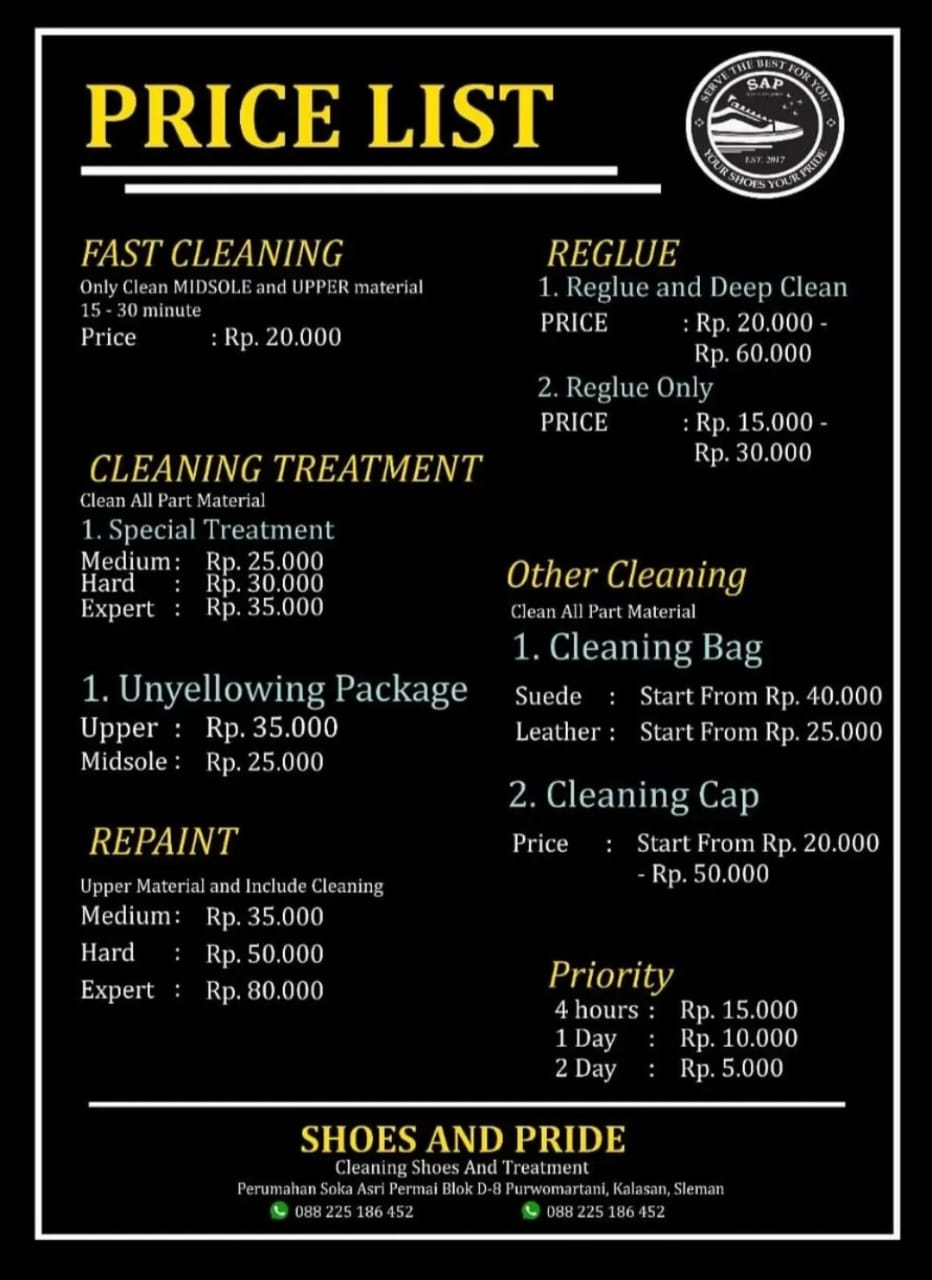 PRICE LIST
SERVE THE BEST FOR YOU
SAP
EST. 2017
YOUR SHOES YOUR PRIDE
FAST CLEANING
Only Clean MIDSOLE and UPPER material
15 - 30 minute
Price : Rp. 20.000
CLEANING TREATMENT
Clean All Part Material
1. Special Treatment
Medium : Rp. 25.000
Hard : Rp. 30.000
Expert : Rp. 35.000
1. Unyellowing Package
Upper : Rp. 35.000
Midsole : Rp. 25.000
REPAINT
Upper Material and Include Cleaning
Medium : Rp. 35.000
Hard : Rp. 50.000
Expert : Rp. 80.000
REGLUE
1. Reglue and Deep Clean
PRICE : Rp. 20.000 -
Rp. 60.000
2. Reglue Only
PRICE : Rp. 15.000 -
Rp. 30.000
Other Cleaning
Clean All Part Material
1. Cleaning Bag
Suede : Start From Rp. 40.000
Leather : Start From Rp. 25.000
2. Cleaning Cap
Price : Start From Rp. 20.000
- Rp. 50.000
Priority
4 hours : Rp. 15.000
1 Day : Rp. 10.000
2 Day : Rp. 5.000
SHOES AND PRIDE
Cleaning Shoes And Treatment
Perumahan Soka Asri Permai Blok D-8 Purwomartani, Kalasan, Sleman
088 225 186 452 088 225 186 452